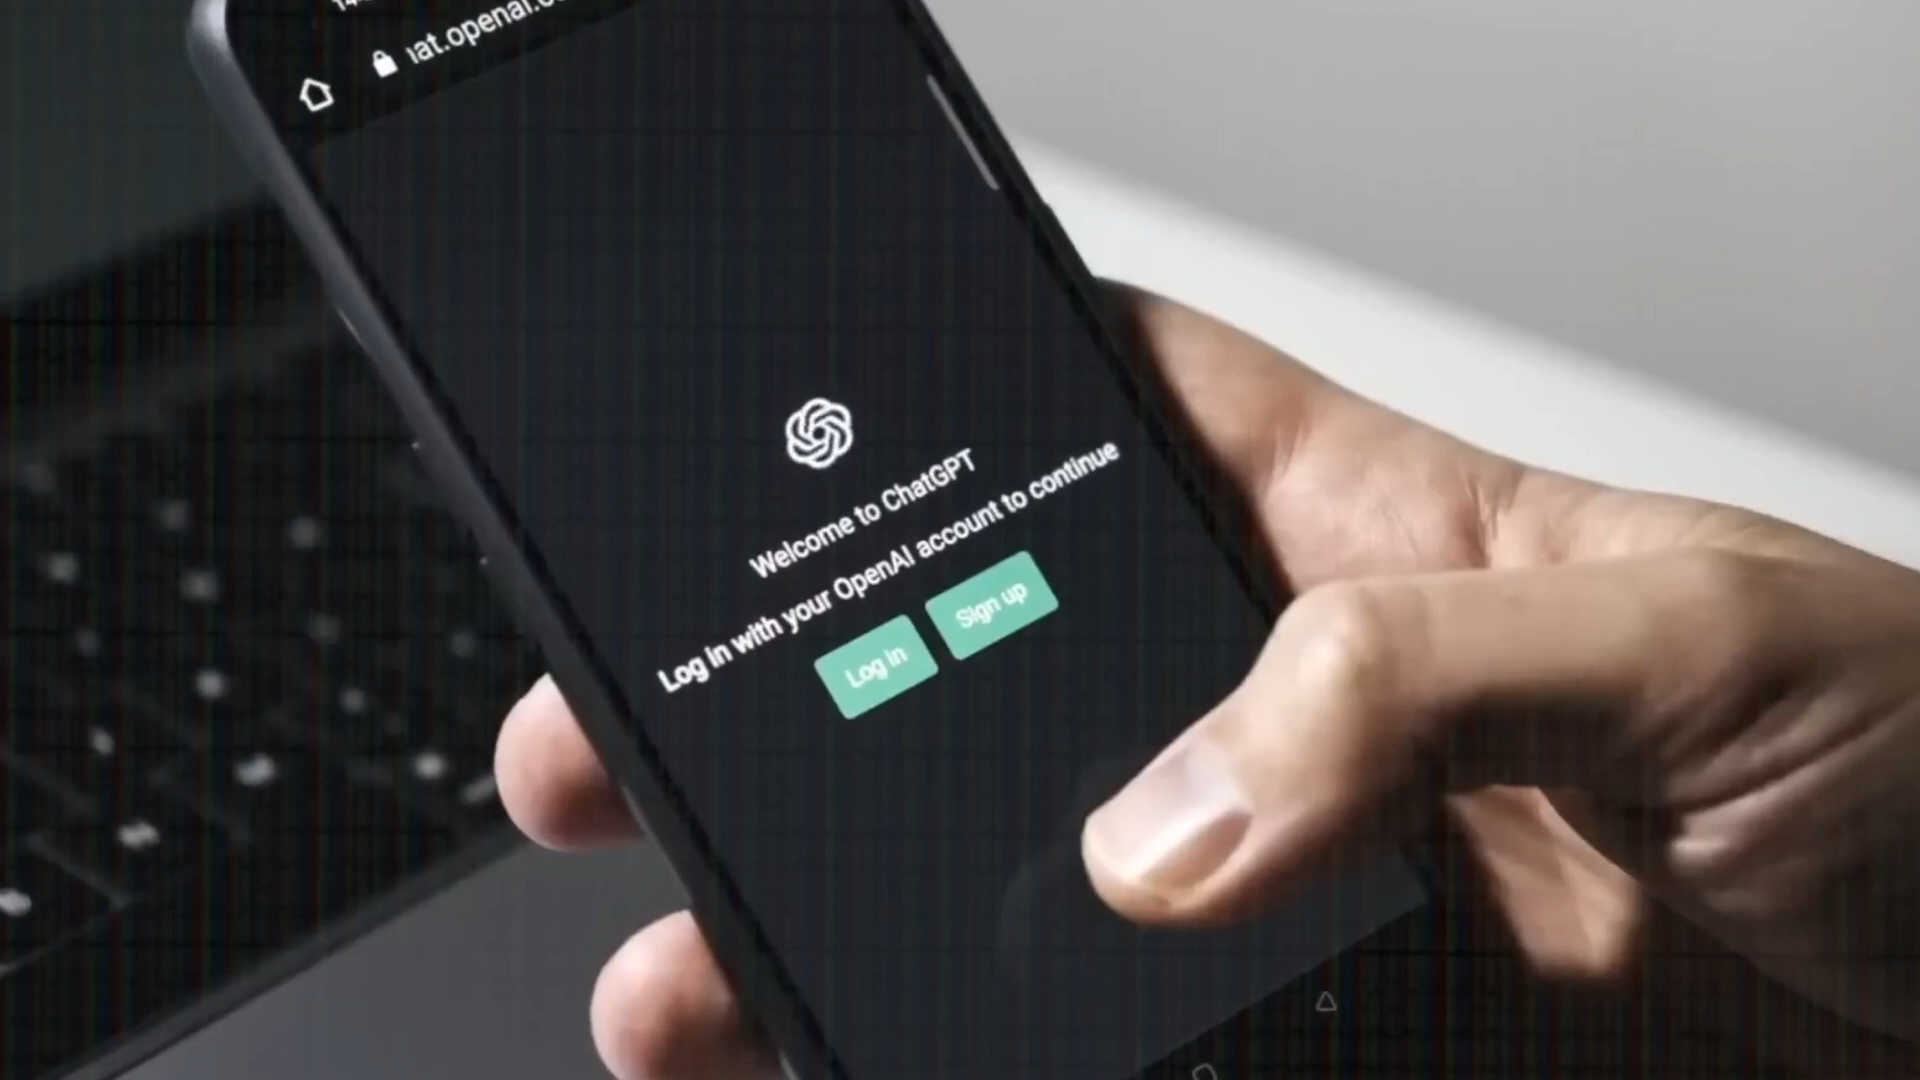 at.openai.
Welcome to ChatGPT
Log in with your OpenAI account to continue
Log in
Sign up